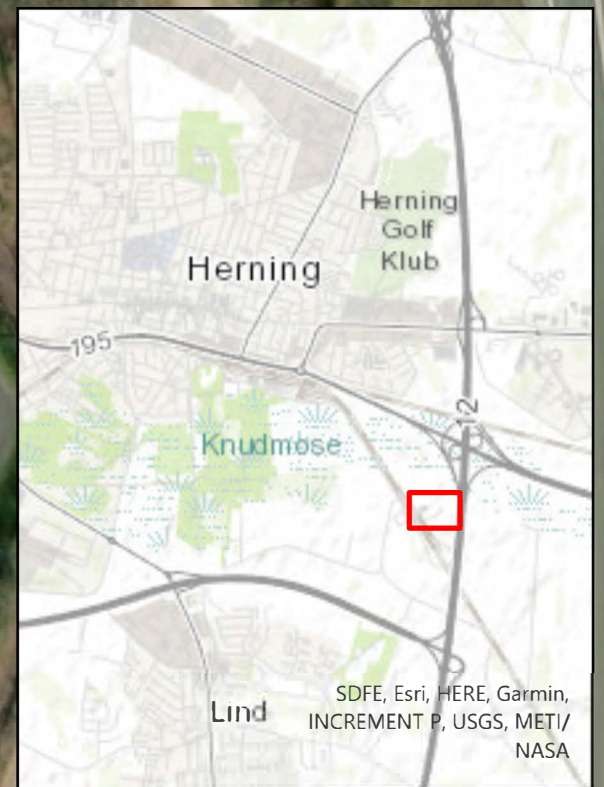 Herning
Golf
Klub
Herning
195
12
Knudmose
Lind
SDFE, Esri, HERE, Garmin,
INCREMENT P, USGS, METI/
NASA